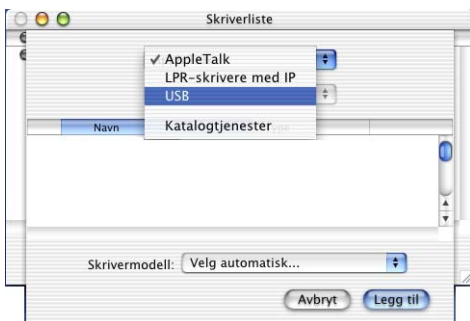 Skriverliste
✓ AppleTalk
LPR-skrivere med IP
USB
Katalogtjenester
Navn
Skrivermodell: Velg automatisk...
Avbryt Legg til